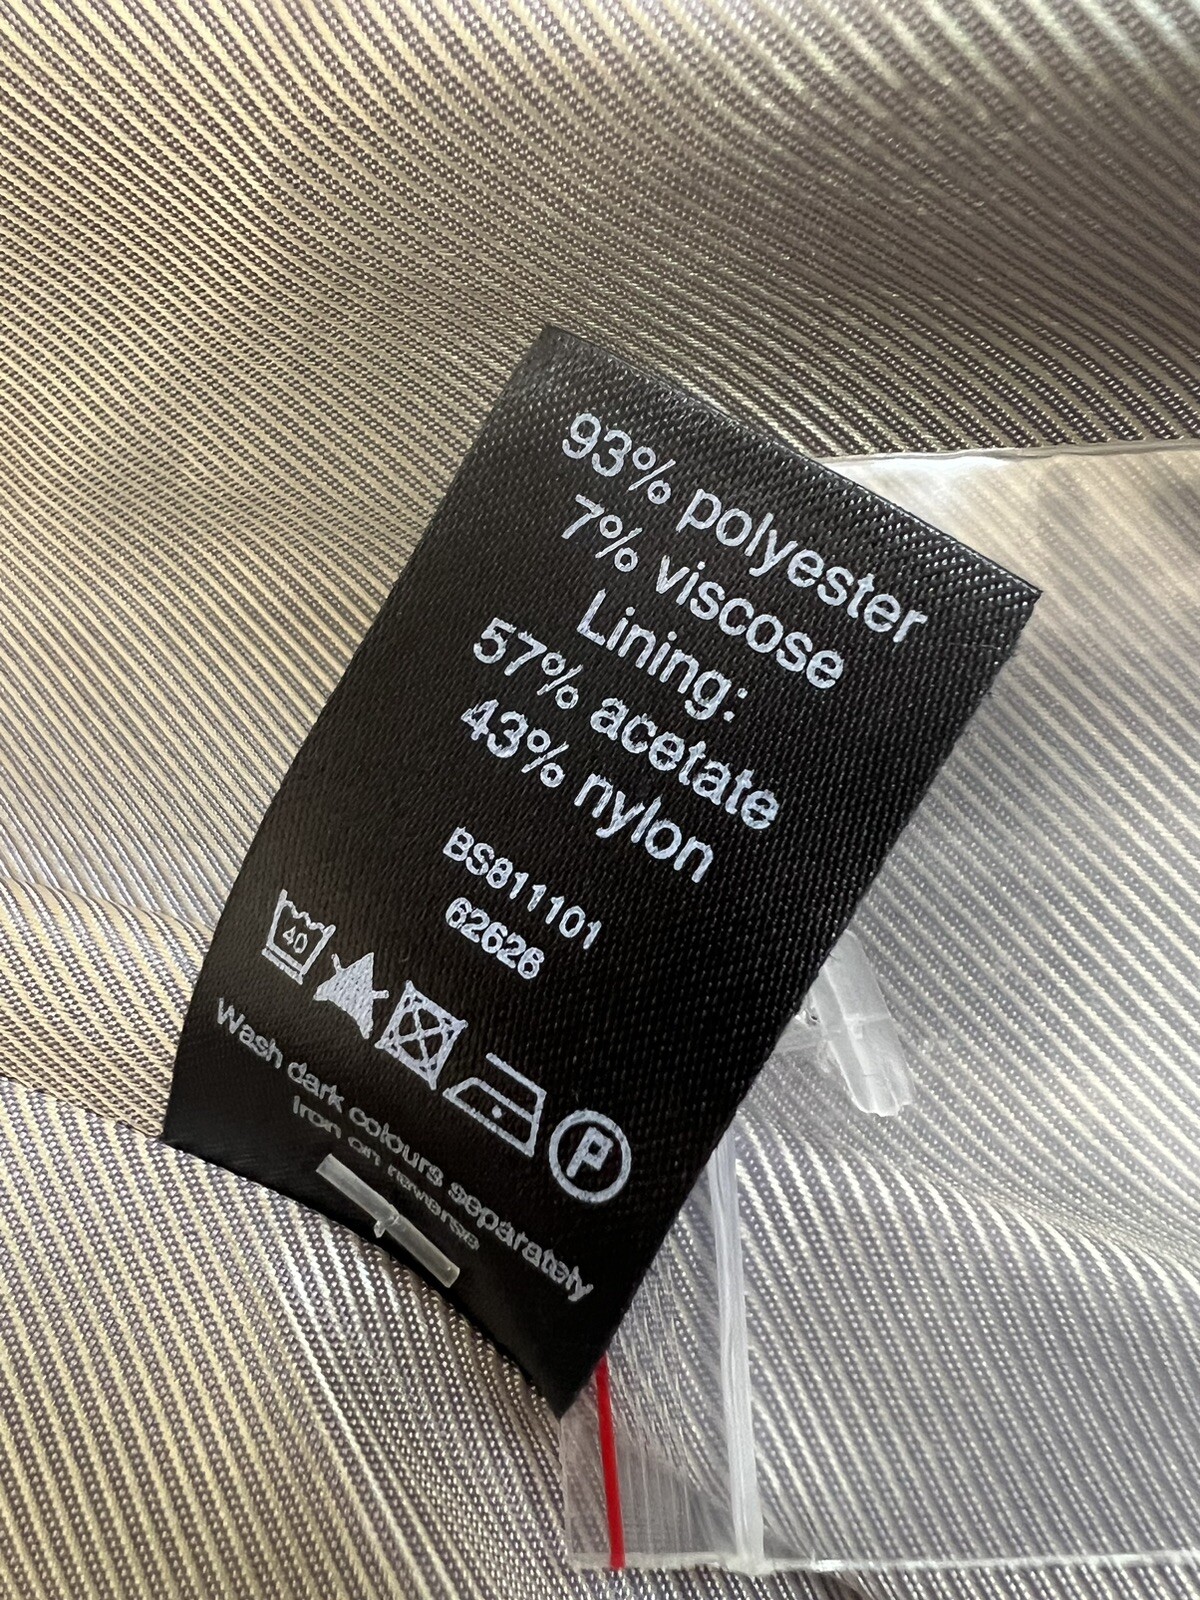 93% polyester
7% viscose
Lining:
57% acetate
43% nylon
BS811101
62626
40
P
Wash dark colours separately
Iron on reverse